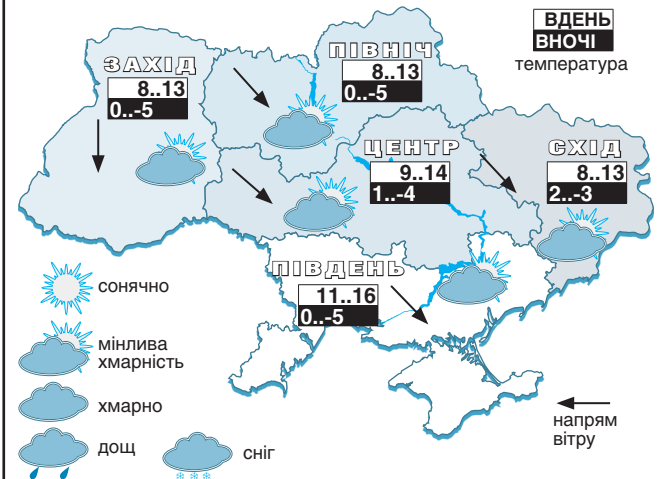 ВДЕНЬ
ВНОЧІ
температура
ПІВНІЧ
8..13
0..-5
ЗАХІД
8..13
0..-5
ЦЕНТР
9..14
1..-4
СХІД
8..13
2..-3
ПІВДЕНЬ
11..16
0..-5
сонячно
мінлива
хмарність
хмарно
дощ
сніг
напрям
вітру